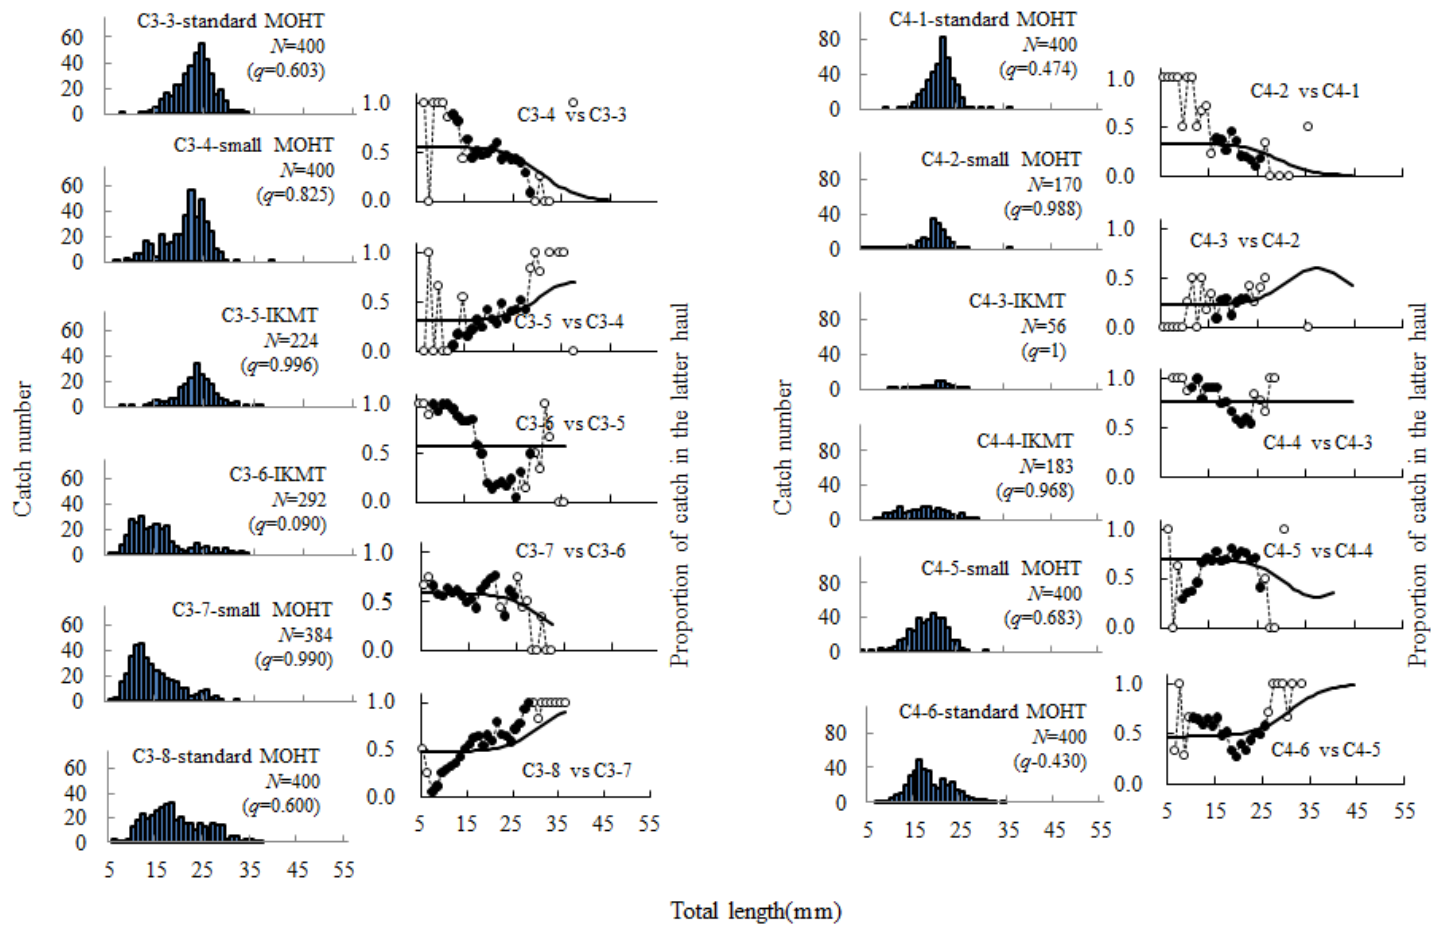 C3-3-standard MOHT
N=400
(q=0.603)
60
40
20
0
C3-4-small MOHT
N=400
(q=0.825)
60
40
20
0
C3-5-IKMT
N=224
(q=0.996)
60
40
20
0
C3-6-IKMT
N=292
(q=0.090)
60
40
20
0
C3-7-small MOHT
N=384
(q=0.990)
60
40
20
0
C3-8-standard MOHT
N=400
(q=0.600)
60
40
20
0
5 15 25 35 45 55
Catch number
C3-4 vs C3-3
1.0
0.5
0.0
C3-5 vs C3-4
1.0
0.5
0.0
C3-6 vs C3-5
1.0
0.5
0.0
C3-7 vs C3-6
1.0
0.5
0.0
C3-8 vs C3-7
1.0
0.5
0.0
5 15 25 35 45 55
Proportion of catch in the latter haul
C4-1-standard MOHT
N=400
(q=0.474)
80
40
0
C4-2-small MOHT
N=170
(q=0.988)
80
40
0
C4-3-IKMT
N=56
(q=1)
80
40
0
C4-4-IKMT
N=183
(q=0.968)
80
40
0
C4-5-small MOHT
N=400
(q=0.683)
80
40
0
C4-6-standard MOHT
N=400
(q-0.430)
80
40
0
5 15 25 35 45 55
Catch number
C4-2 vs C4-1
1.0
0.5
0.0
C4-3 vs C4-2
1.0
0.5
0.0
C4-4 vs C4-3
1.0
0.5
0.0
C4-5 vs C4-4
1.0
0.5
0.0
C4-6 vs C4-5
1.0
0.5
0.0
5 15 25 35 45 55
Proportion of catch in the latter haul
Total length(mm)